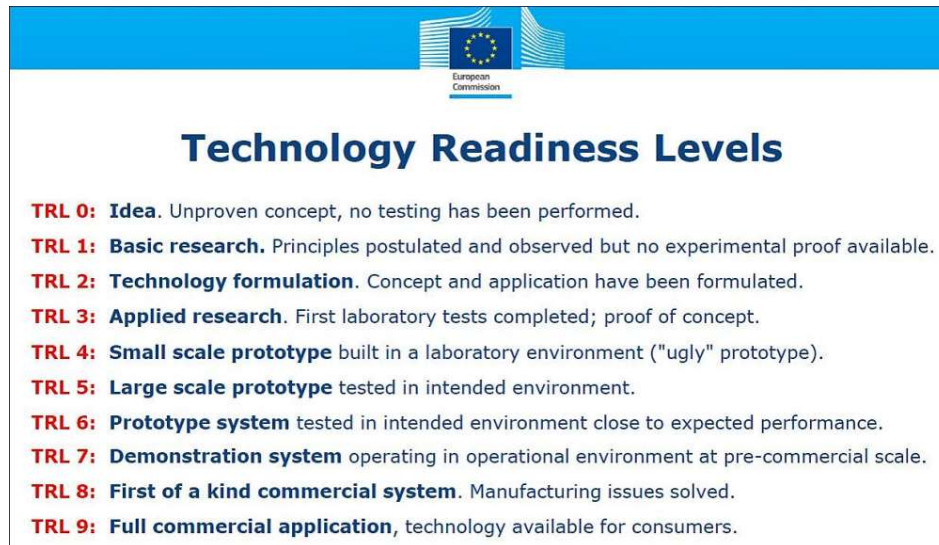 European
Commission
Technology Readiness Levels
TRL 0: Idea. Unproven concept, no testing has been performed.
TRL 1: Basic research. Principles postulated and observed but no experimental proof available.
TRL 2: Technology formulation. Concept and application have been formulated.
TRL 3: Applied research. First laboratory tests completed; proof of concept.
TRL 4: Small scale prototype built in a laboratory environment ("ugly" prototype).
TRL 5: Large scale prototype tested in intended environment.
TRL 6: Prototype system tested in intended environment close to expected performance.
TRL 7: Demonstration system operating in operational environment at pre-commercial scale.
TRL 8: First of a kind commercial system. Manufacturing issues solved.
TRL 9: Full commercial application, technology available for consumers.